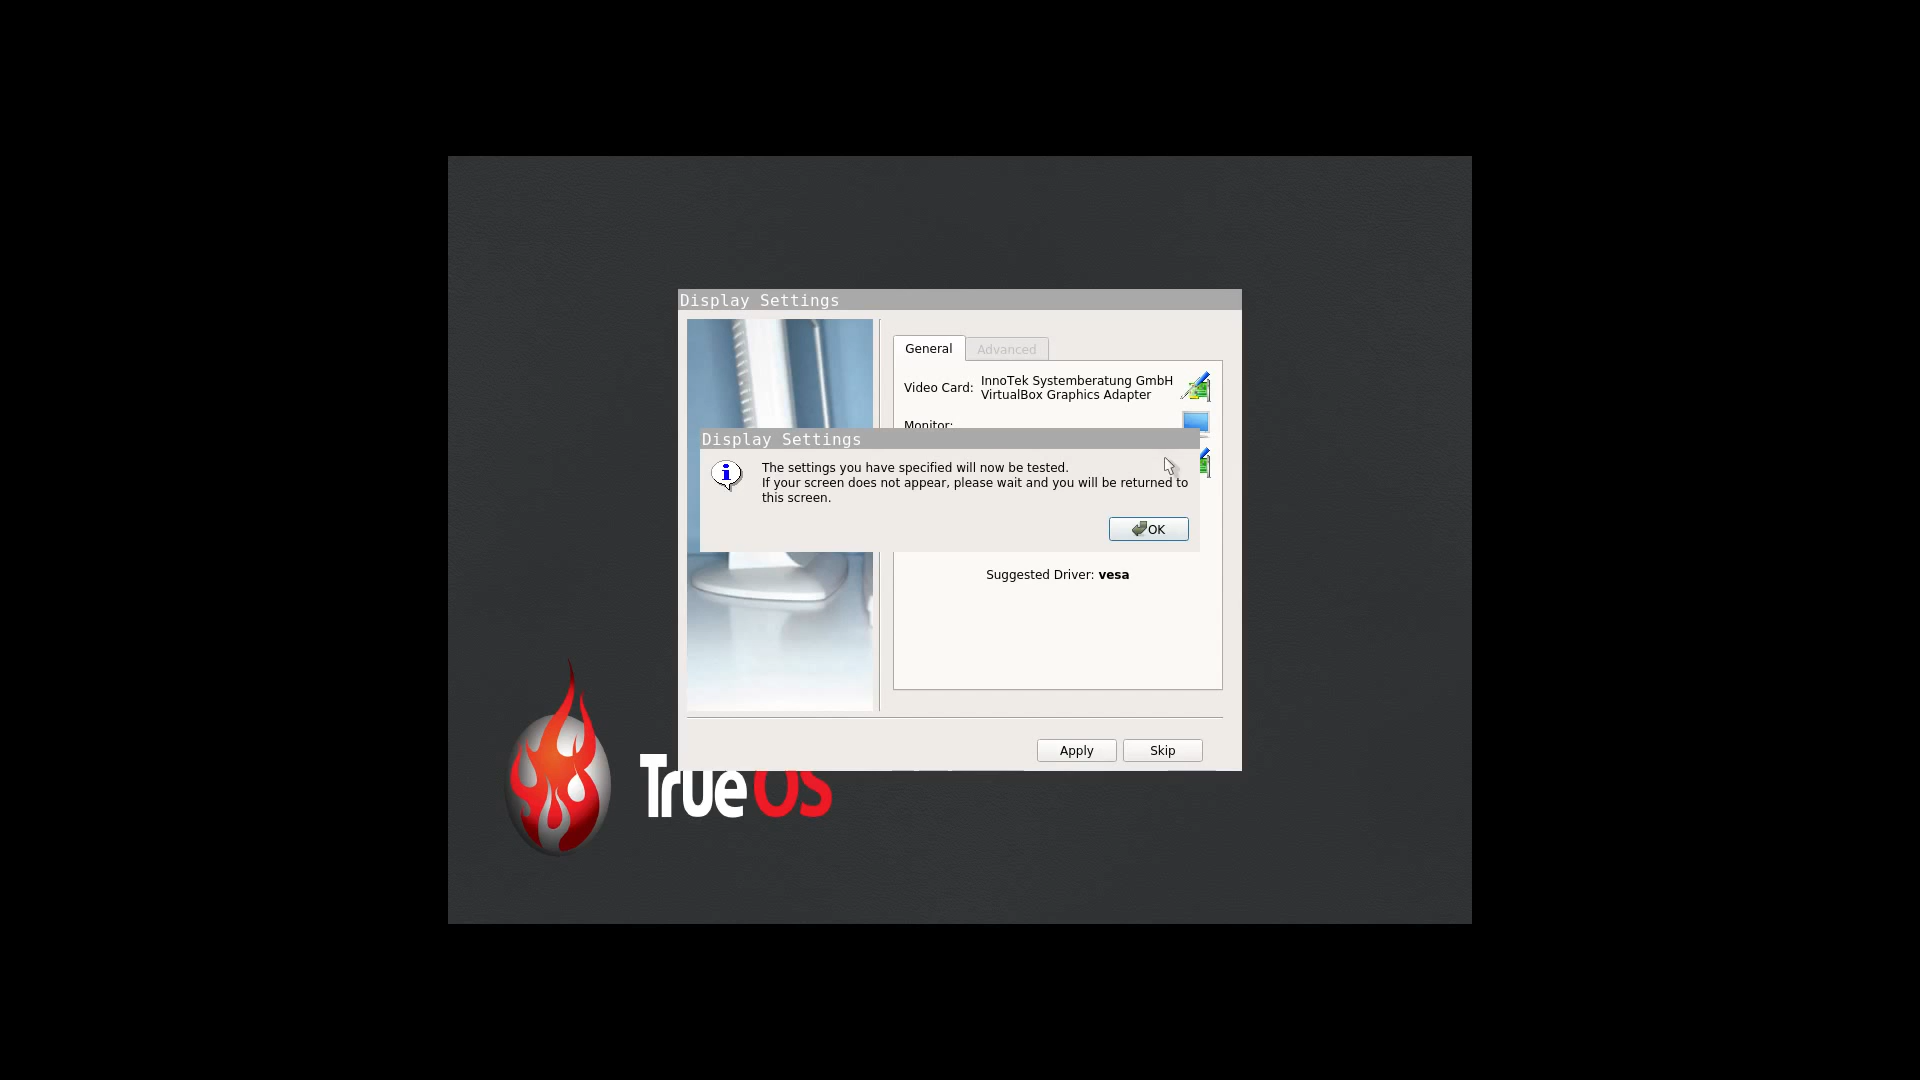 Display Settings
General
Advanced
Video Card:
InnoTek Systemberatung GmbH
VirtualBox Graphics Adapter
Monitor:
Display Settings
The settings you have specified will now be tested.
If your screen does not appear, please wait and you will be returned to
this screen.
OK
Suggested Driver: vesa
Apply
Skip
TrueOS